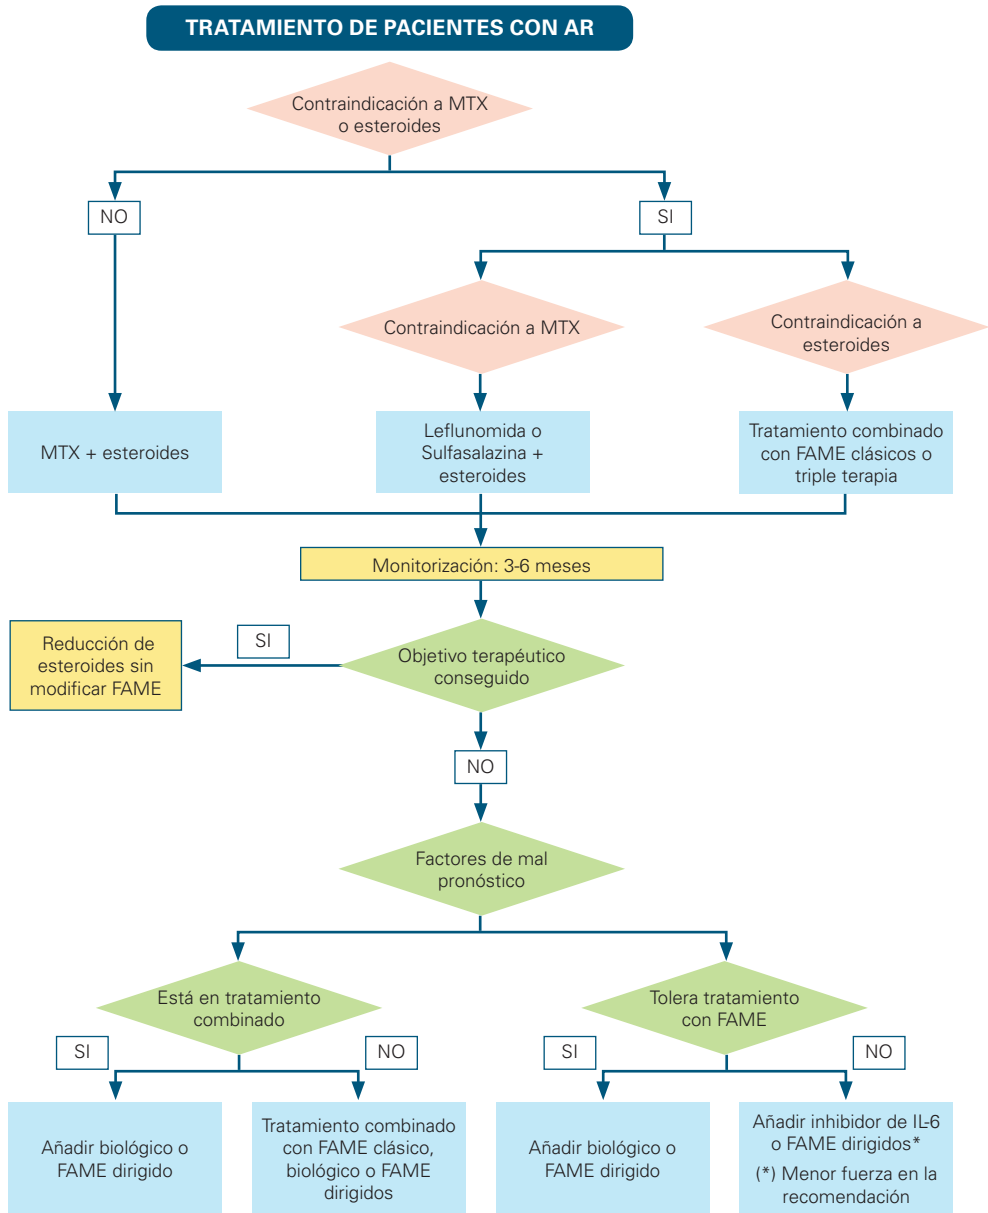 TRATAMIENTO DE PACIENTES CON AR
Contraindicación a MTX
o esteroides
NO
SI
Contraindicación a MTX
Contraindicación a
esteroides
MTX + esteroides
Leflunomida o
Sulfasalazina +
esteroides
Tratamiento combinado
con FAME clásicos o
triple terapia
Monitorización: 3-6 meses
Objetivo terapéutico
conseguido
SI
Reducción de
esteroides sin
modificar FAME
NO
Factores de mal
pronóstico
Está en tratamiento
combinado
Tolera tratamiento
con FAME
SI
NO
SI
NO
Añadir biológico o
FAME dirigido
Tratamiento combinado
con FAME clásico,
biológico o FAME
dirigidos
Añadir biológico o
FAME dirigido
Añadir inhibidor de IL-6
o FAME dirigidos*
(*) Menor fuerza en la
recomendación